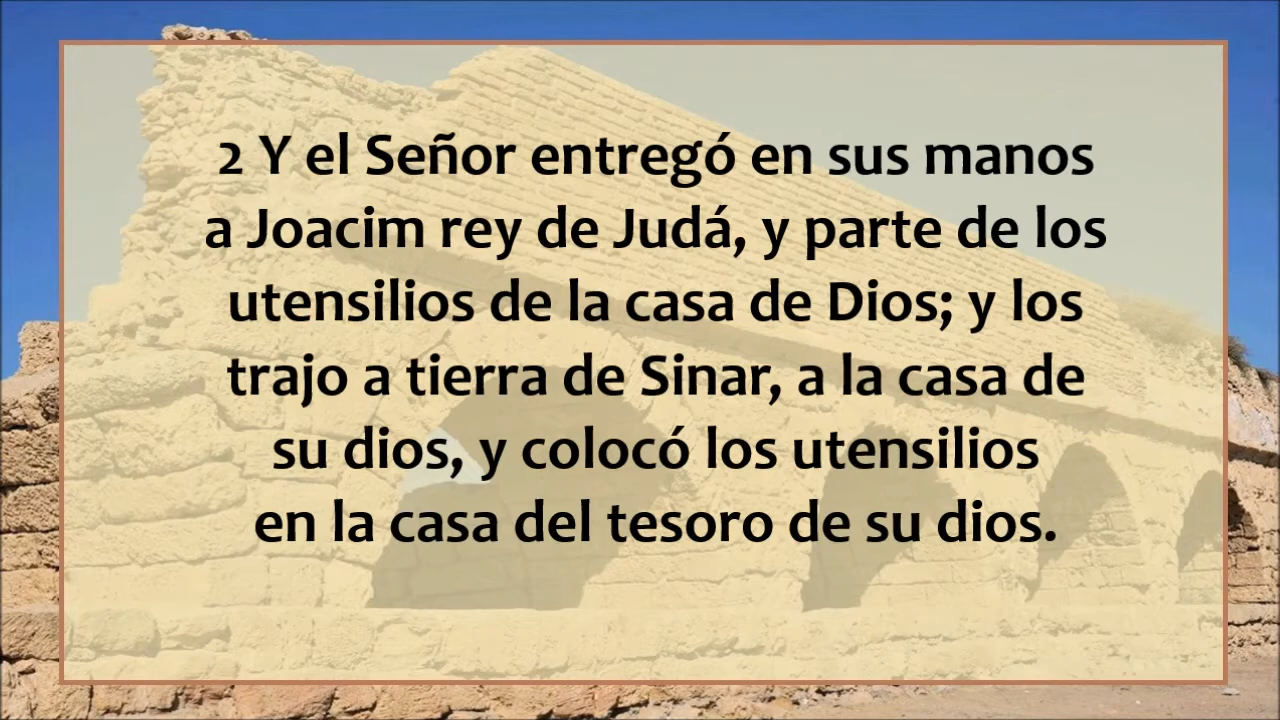 2 Y el Señor entregó en sus manos
a Joacim rey de Judá, y parte de los
utensilios de la casa de Dios; y los
trajo a tierra de Sinar, a la casa de
su dios, y colocó los utensilios
en la casa del tesoro de su dios.